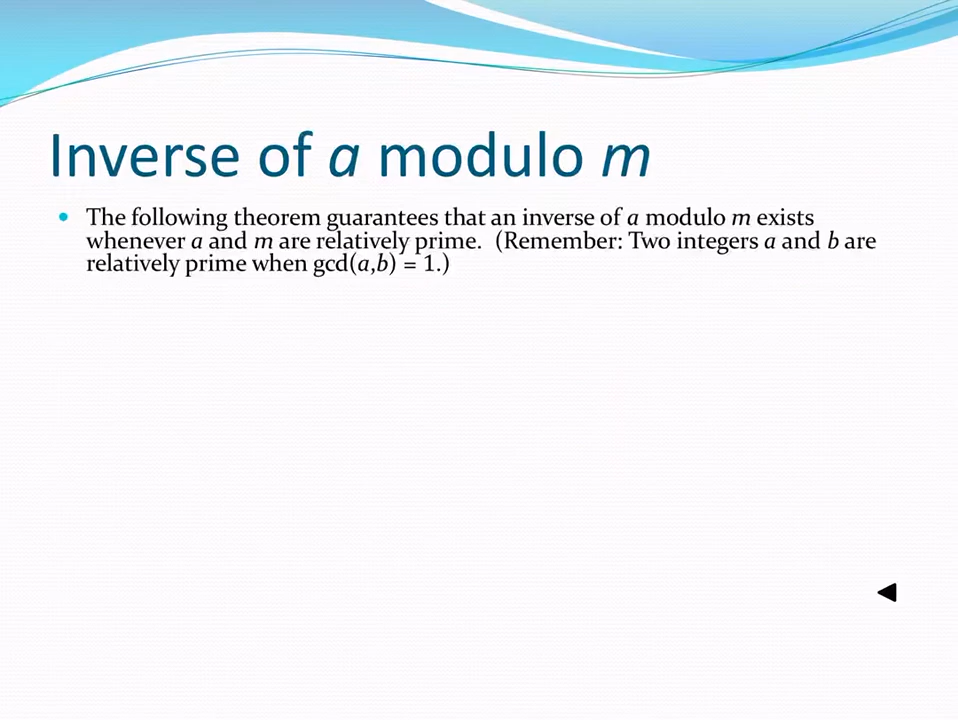 Inverse of a modulo m
• The following theorem guarantees that an inverse of a modulo m exists
whenever a and m are relatively prime.  (Remember: Two integers a and b are
relatively prime when gcd(a,b) = 1.)